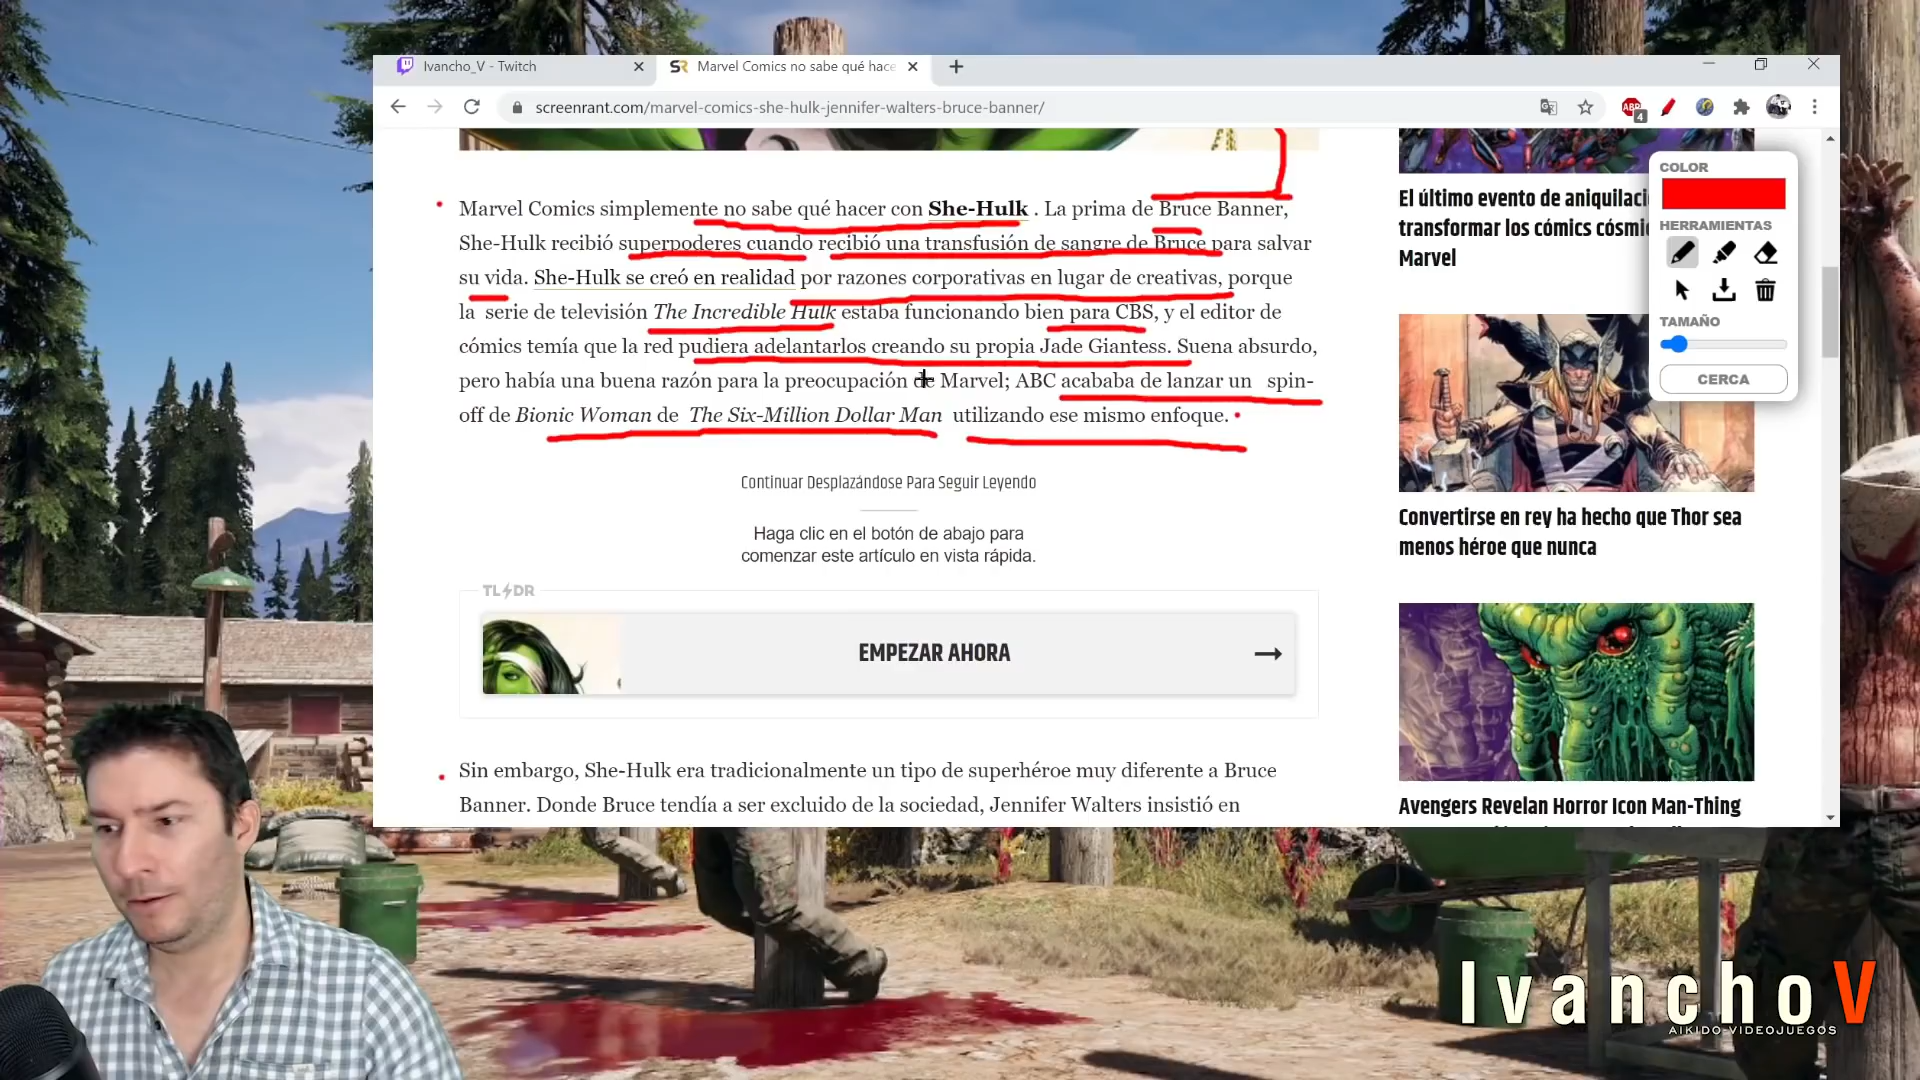 Ivancho_V - Twitch
SR Marvel Comics no sabe qué hace
screenrant.com/marvel-comics-she-hulk-jennifer-walters-bruce-banner/
ABP
4
Marvel Comics simplemente no sabe qué hacer con She-Hulk . La prima de Bruce Banner,
She-Hulk recibió superpoderes cuando recibió una transfusión de sangre de Bruce para salvar
su vida. She-Hulk se creó en realidad por razones corporativas en lugar de creativas, porque
la serie de televisión The Incredible Hulk estaba funcionando bien para CBS, y el editor de
cómics temía que la red pudiera adelantarlos creando su propia Jade Giantess. Suena absurdo,
pero había una buena razón para la preocupación de Marvel; ABC acababa de lanzar un spin-
off de Bionic Woman de The Six-Million Dollar Man utilizando ese mismo enfoque.
Continuar Desplazándose Para Seguir Leyendo
Haga clic en el botón de abajo para
comenzar este artículo en vista rápida.
TL DR
EMPEZAR AHORA
Sin embargo, She-Hulk era tradicionalmente un tipo de superhéroe muy diferente a Bruce
Banner. Donde Bruce tendía a ser excluido de la sociedad, Jennifer Walters insistió en
El último evento de aniquilaci
transformar los cómics cósmi
Marvel
Convertirse en rey ha hecho que Thor sea
menos héroe que nunca
Avengers Revelan Horror Icon Man-Thing
COLOR
HERRAMIENTAS
TAMAÑO
CERCA
IvanchoV
AIKIDO-VIDEOJUEGOS